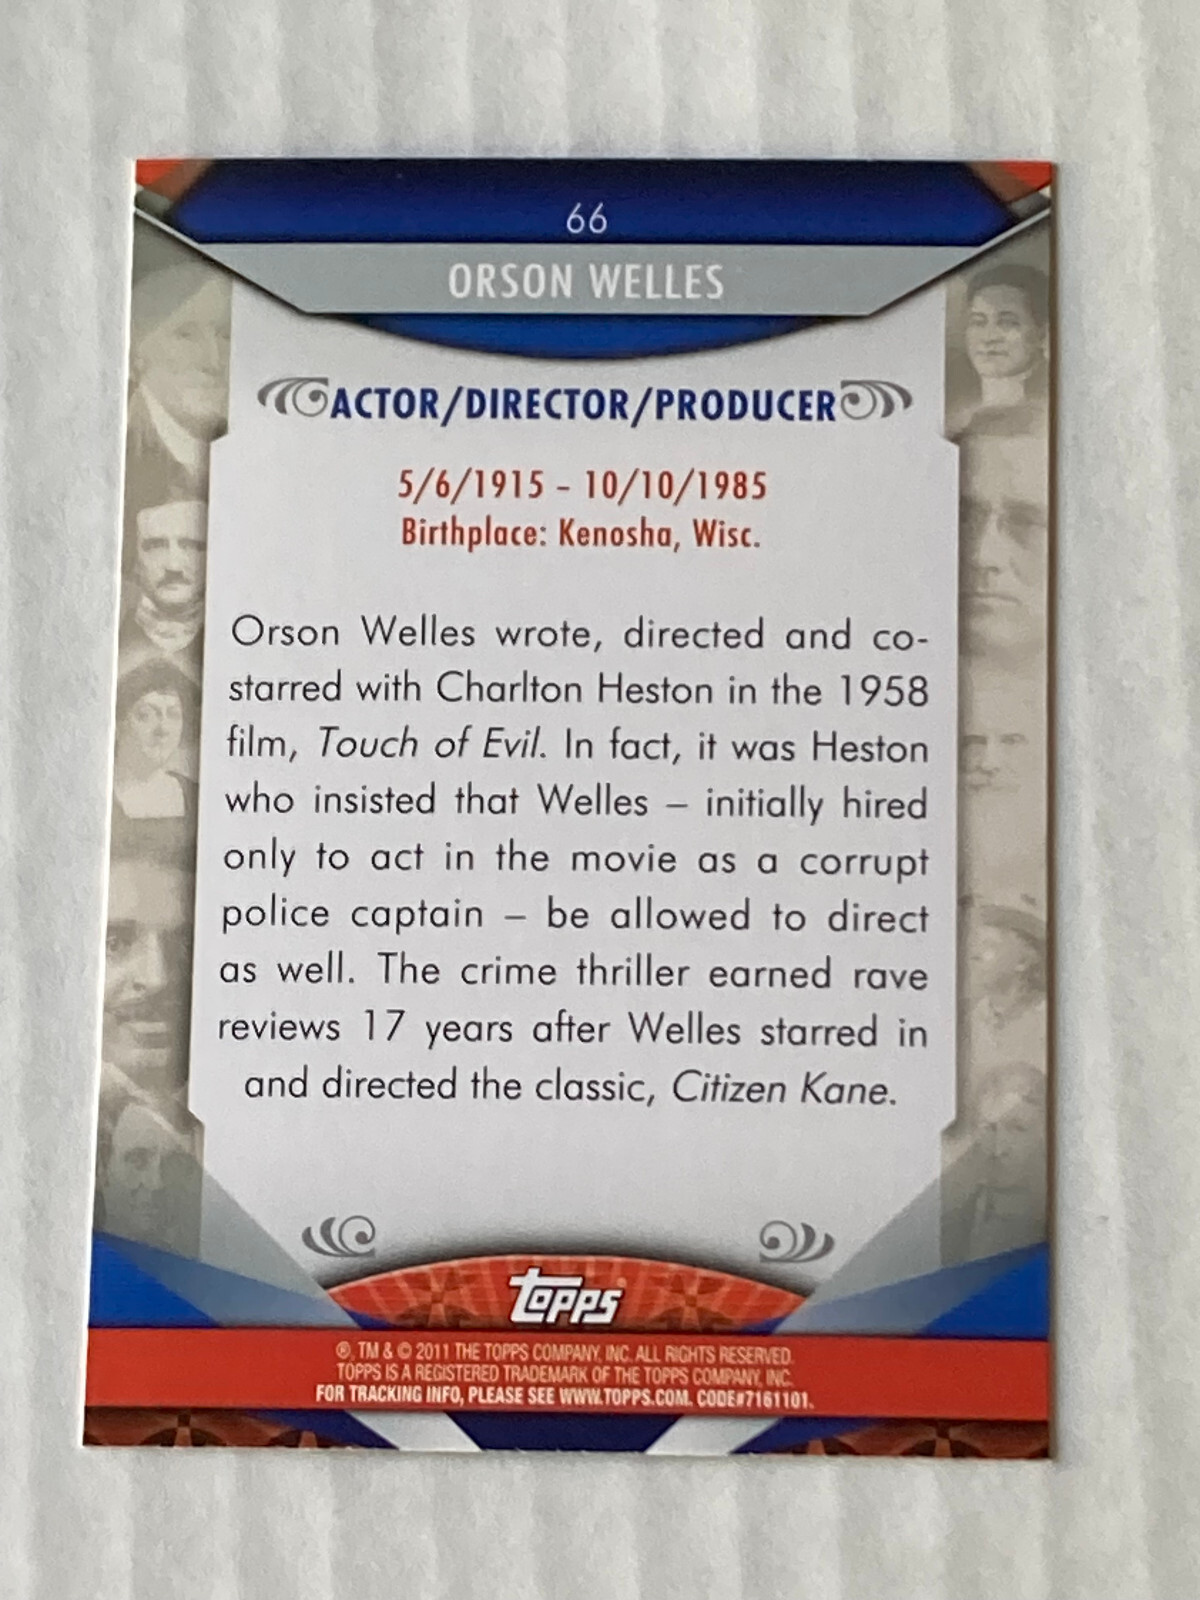 66
ORSON WELLES
ACTOR/DIRECTOR/PRODUCER
5/6/1915 - 10/10/1985
Birthplace: Kenosha, Wisc.
Orson Welles wrote, directed and co-
starred with Charlton Heston in the 1958
film, Touch of Evil. In fact, it was Heston
who insisted that Welles – initially hired
only to act in the movie as a corrupt
police captain – be allowed to direct
as well. The crime thriller earned rave
reviews 17 years after Welles starred in
and directed the classic, Citizen Kane.
topps
®, TM & © 2011 THE TOPPS COMPANY, INC. ALL RIGHTS RESERVED.
TOPPS IS A REGISTERED TRADEMARK OF THE TOPPS COMPANY, INC.
FOR TRACKING INFO, PLEASE SEE WWW.TOPPS.COM. CODE#7161101.